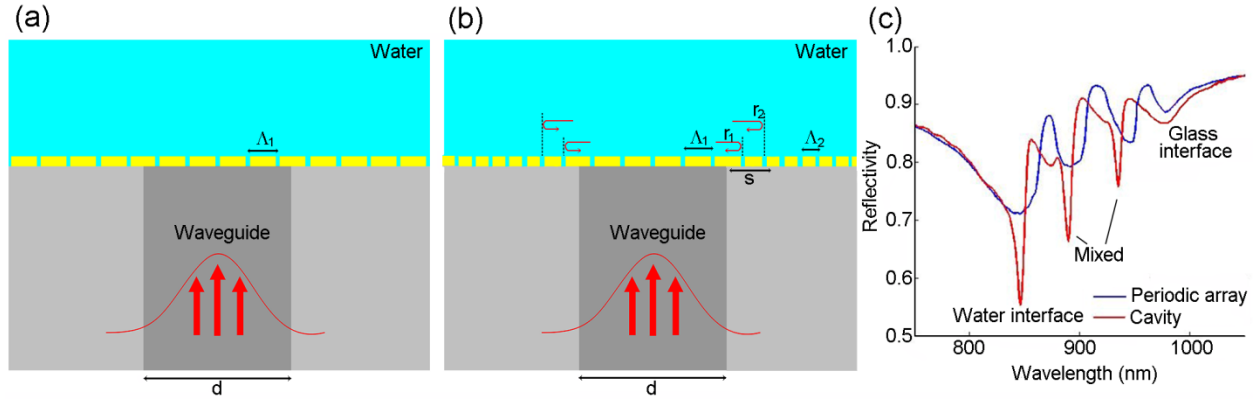 (a)
Water
Λ₁
Waveguide
d
(b)
Water
r₂
Λ₁ r₁ Λ₂
s
Waveguide
d
(c)
1.0
0.9
0.8
0.7
0.6
0.5
Reflectivity
Glass
interface
Mixed
Water interface
Periodic array
Cavity
800 900 1000
Wavelength (nm)